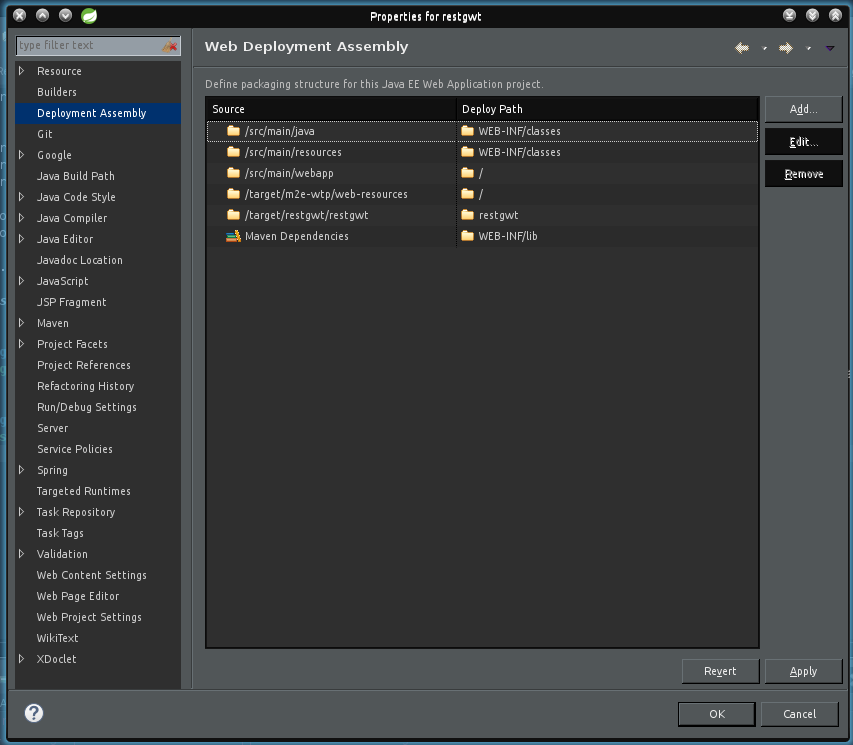 Properties for restgwt
type filter text
Resource
Builders
Deployment Assembly
Git
Google
Java Build Path
Java Code Style
Java Compiler
Java Editor
Javadoc Location
JavaScript
JSP Fragment
Maven
Project Facets
Project References
Refactoring History
Run/Debug Settings
Server
Service Policies
Spring
Targeted Runtimes
Task Repository
Task Tags
Validation
Web Content Settings
Web Page Editor
Web Project Settings
WikiText
XDoclet
Web Deployment Assembly
Define packaging structure for this Java EE Web Application project.
Source Deploy Path
/src/main/java WEB-INF/classes
/src/main/resources WEB-INF/classes
/src/main/webapp /
/target/m2e-wtp/web-resources /
/target/restgwt/restgwt restgwt
Maven Dependencies WEB-INF/lib
Add...
Edit...
Remove
Revert Apply
? OK Cancel